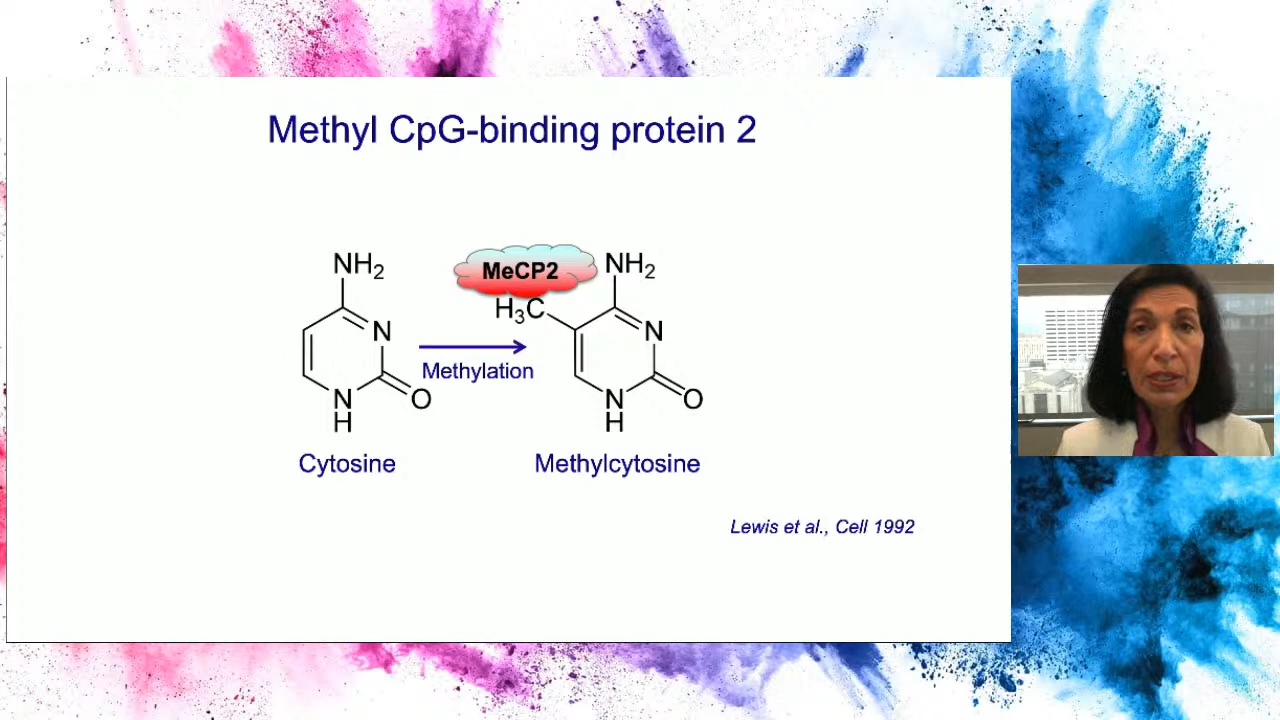 Methyl CpG-binding protein 2
NH2
N
N
H
O
Cytosine
Methylation
MeCP2
H3C
NH2
N
N
H
O
Methylcytosine
Lewis et al., Cell 1992